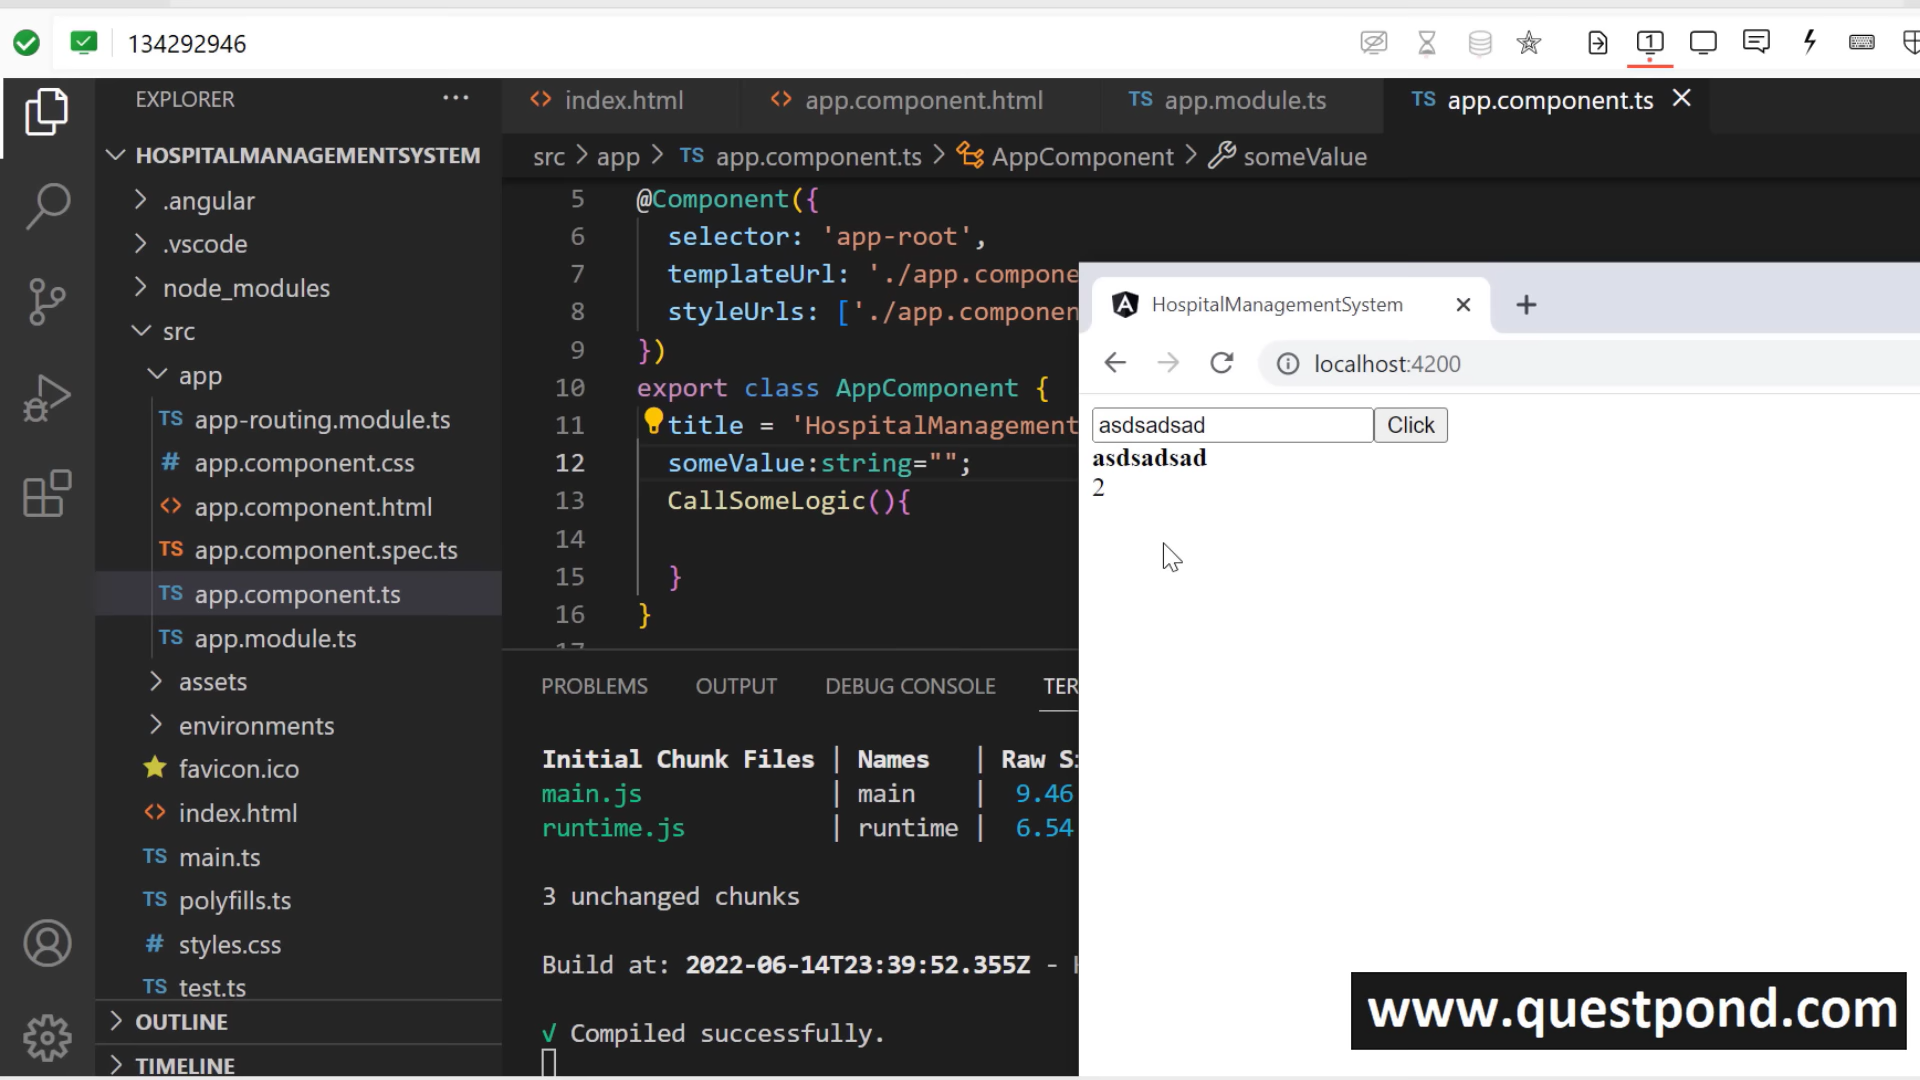 134292946
1
EXPLORER ...
HOSPITALMANAGEMENTSYSTEM
.angular
.vscode
node_modules
src
app
TS app-routing.module.ts
# app.component.css
<> app.component.html
TS app.component.spec.ts
TS app.component.ts
TS app.module.ts
assets
environments
favicon.ico
<> index.html
TS main.ts
TS polyfills.ts
# styles.css
TS test.ts
OUTLINE
TIMELINE
<> index.html
<> app.component.html
TS app.module.ts
TS app.component.ts
src > app > TS app.component.ts > AppComponent > someValue
5 @Component({
6 selector: 'app-root',
7 templateUrl: './app.compone
8 styleUrls: ['./app.componen
9 })
10 export class AppComponent {
11 title = 'HospitalManagement
12 someValue:string="";
13 CallSomeLogic(){
14
15 }
16 }
17
PROBLEMS OUTPUT DEBUG CONSOLE TER
Initial Chunk Files | Names | Raw S
main.js | main | 9.46
runtime.js | runtime | 6.54
3 unchanged chunks
Build at: 2022-06-14T23:39:52.355Z -
√ Compiled successfully.
HospitalManagementSystem
localhost:4200
asdsadsad Click
asdsadsad
2
www.questpond.com